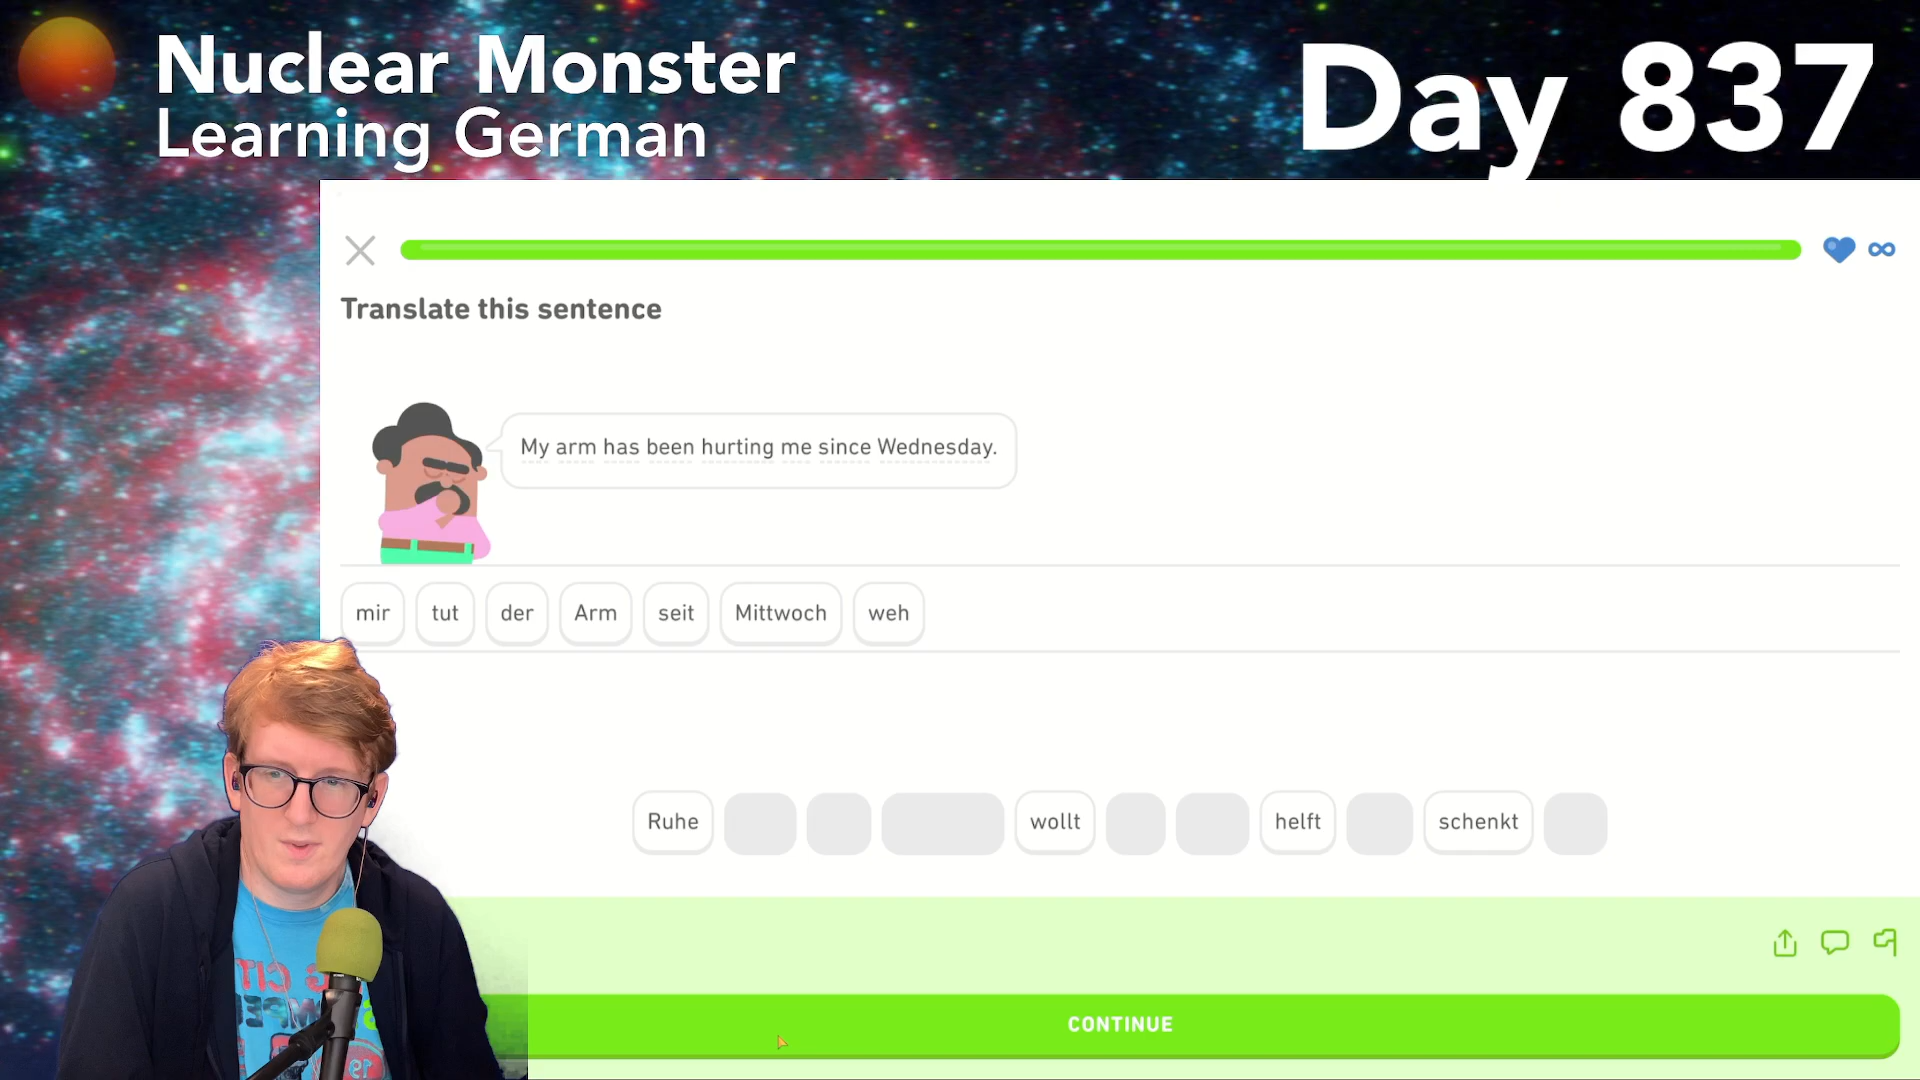 Nuclear Monster
Learning German
Day 837
Translate this sentence
My arm has been hurting me since Wednesday.
mir tut der Arm seit Mittwoch weh
Ruhe wollt helft schenkt
CONTINUE